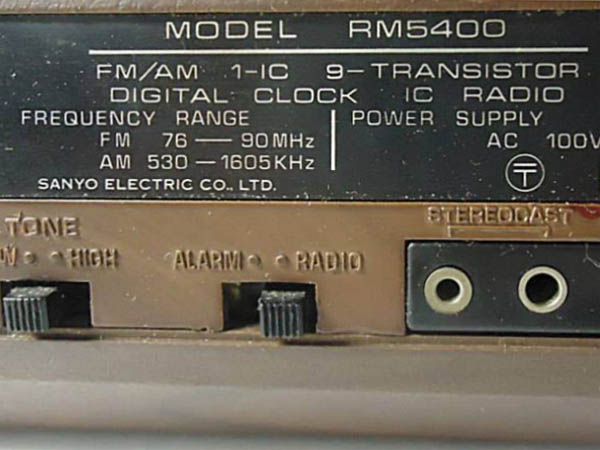 MODEL RM5400
FM/AM 1-IC 9-TRANSISTOR
DIGITAL CLOCK IC RADIO
FREQUENCY RANGE
FM 76-90MHz
AM 530-1605KHz
POWER SUPPLY
AC 100V
SANYO ELECTRIC CO., LTD.
TONE
HIGH
ALARM RADIO
STEREOCAST